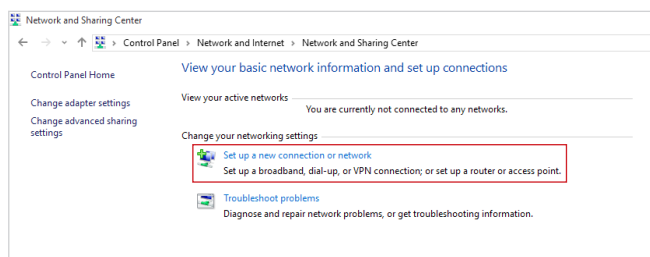 Network and Sharing Center
Control Panel > Network and Internet > Network and Sharing Center
Control Panel Home
Change adapter settings
Change advanced sharing
settings
View your basic network information and set up connections
View your active networks
You are currently not connected to any networks.
Change your networking settings
Set up a new connection or network
Set up a broadband, dial-up, or VPN connection; or set up a router or access point.
Troubleshoot problems
Diagnose and repair network problems, or get troubleshooting information.